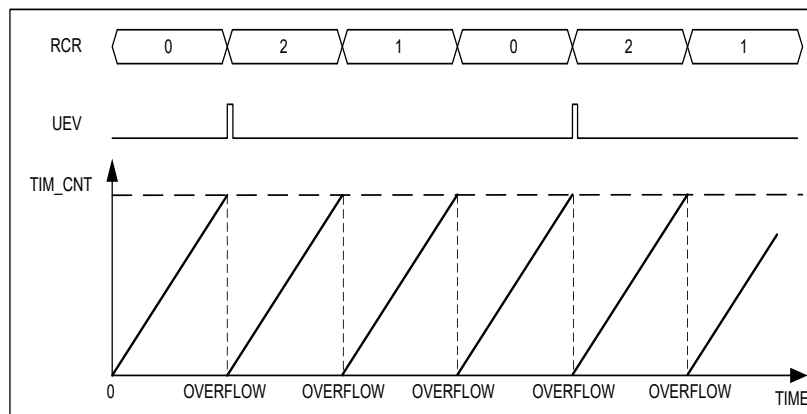 RCR 0 2 1 0 2 1
UEV
TIM_CNT
0 OVERFLOW OVERFLOW OVERFLOW OVERFLOW OVERFLOW TIME